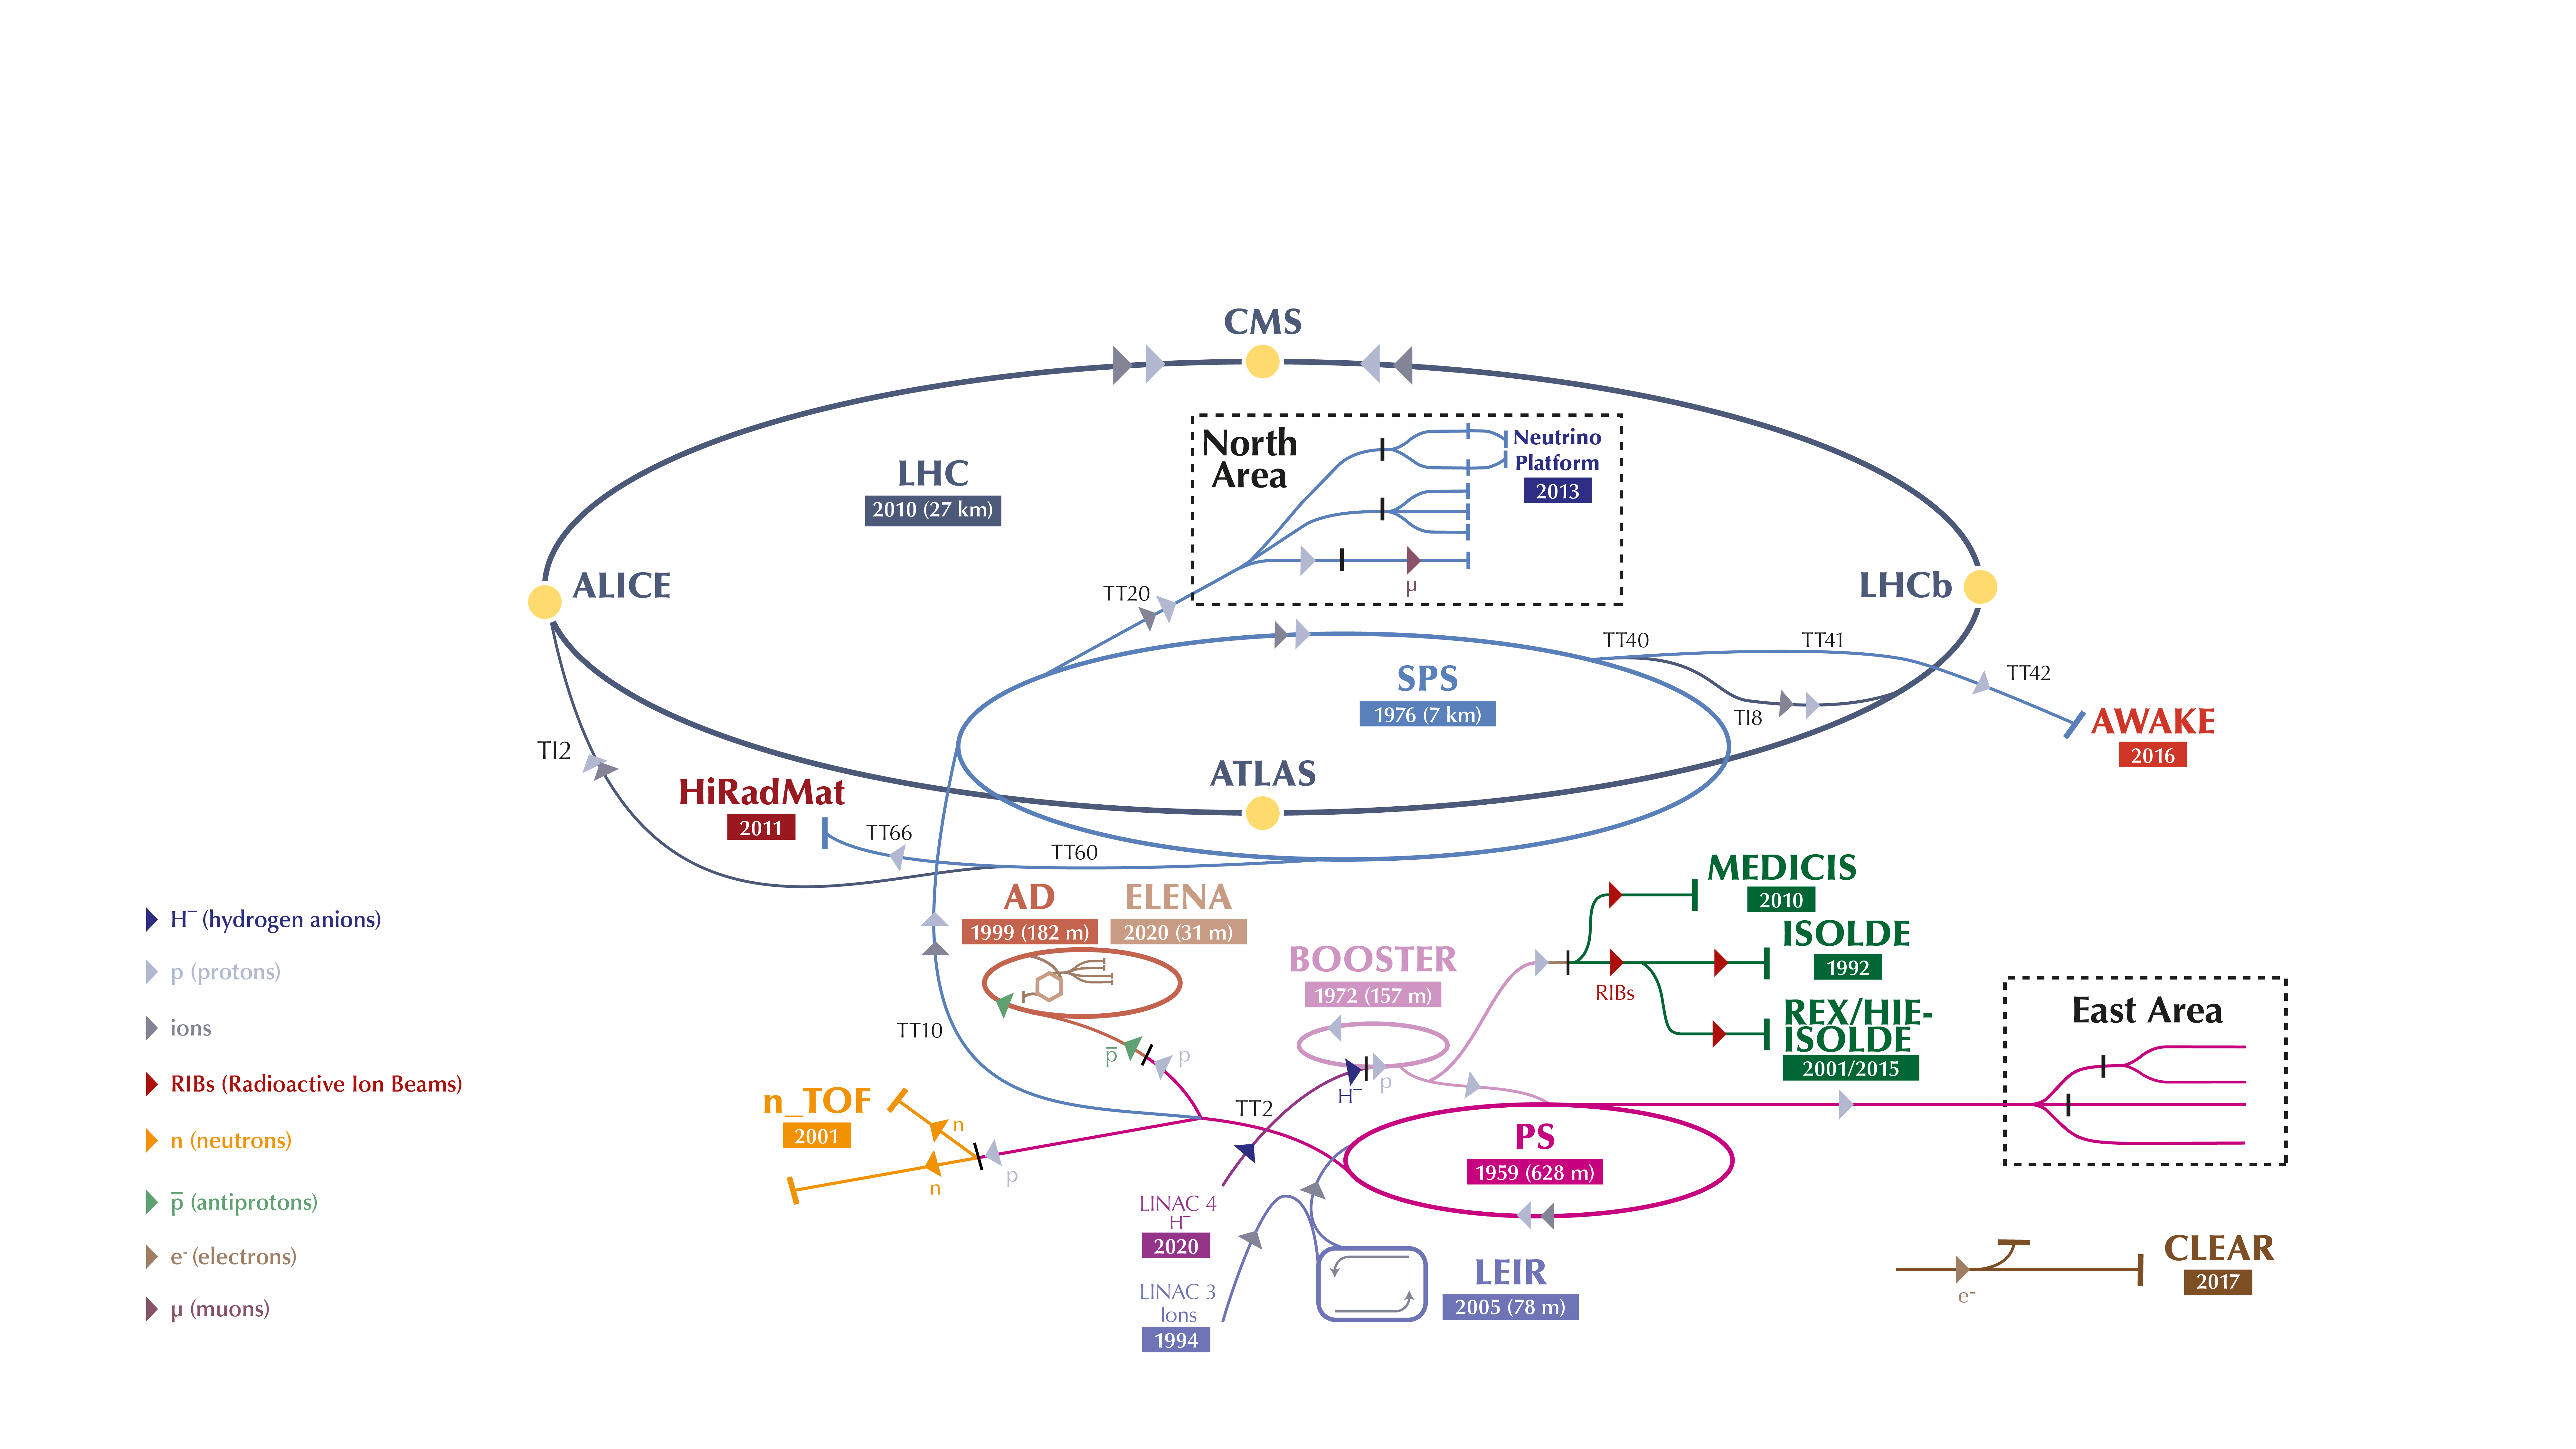 CMS
North
Area
Neutrino
Platform
2013
μ
LHC
2010 (27 km)
ALICE
LHCb
TT20
TT40
TT41
TT42
SPS
1976 (7 km)
TI8
AWAKE
2016
TI2
ATLAS
HiRadMat
2011
TT66
TT60
MEDICIS
2010
AD
1999 (182 m)
ELENA
2020 (31 m)
ISOLDE
1992
BOOSTER
1972 (157 m)
RIBs
REX/HIE-
ISOLDE
2001/2015
East Area
TT10
p̅
p
H⁻
p
TT2
n_TOF
2001
n
n
p
PS
1959 (628 m)
LINAC 4
H⁻
2020
LINAC 3
Ions
1994
LEIR
2005 (78 m)
CLEAR
2017
e-
H⁻ (hydrogen anions)
p (protons)
ions
RIBs (Radioactive Ion Beams)
n (neutrons)
p̅ (antiprotons)
e- (electrons)
μ (muons)